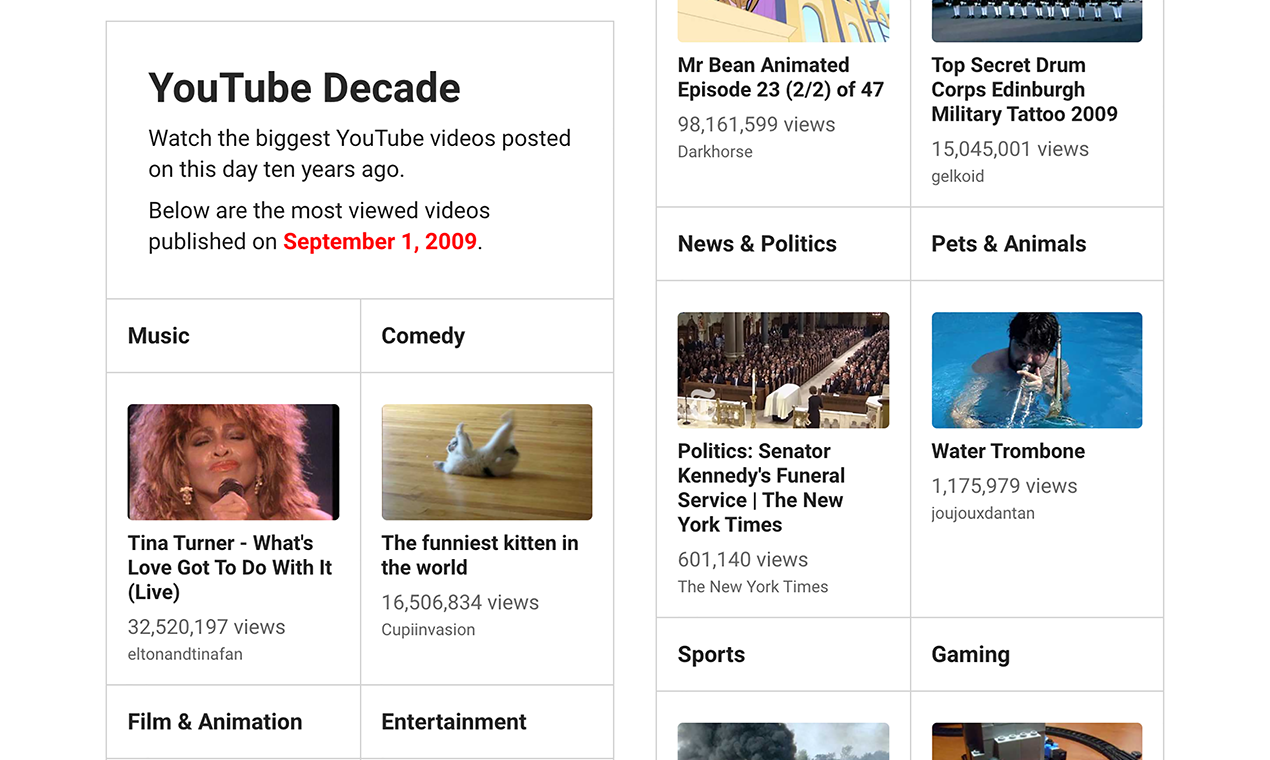 YouTube Decade
Watch the biggest YouTube videos posted
on this day ten years ago.
Below are the most viewed videos
published on September 1, 2009.
Music
Comedy
Tina Turner - What's
Love Got To Do With It
(Live)
32,520,197 views
eltonandtinafan
The funniest kitten in
the world
16,506,834 views
Cupiinvasion
Film & Animation
Entertainment
Mr Bean Animated
Episode 23 (2/2) of 47
98,161,599 views
Darkhorse
Top Secret Drum
Corps Edinburgh
Military Tattoo 2009
15,045,001 views
gelkoid
News & Politics
Pets & Animals
Politics: Senator
Kennedy's Funeral
Service | The New
York Times
601,140 views
The New York Times
Water Trombone
1,175,979 views
joujouxdantan
Sports
Gaming